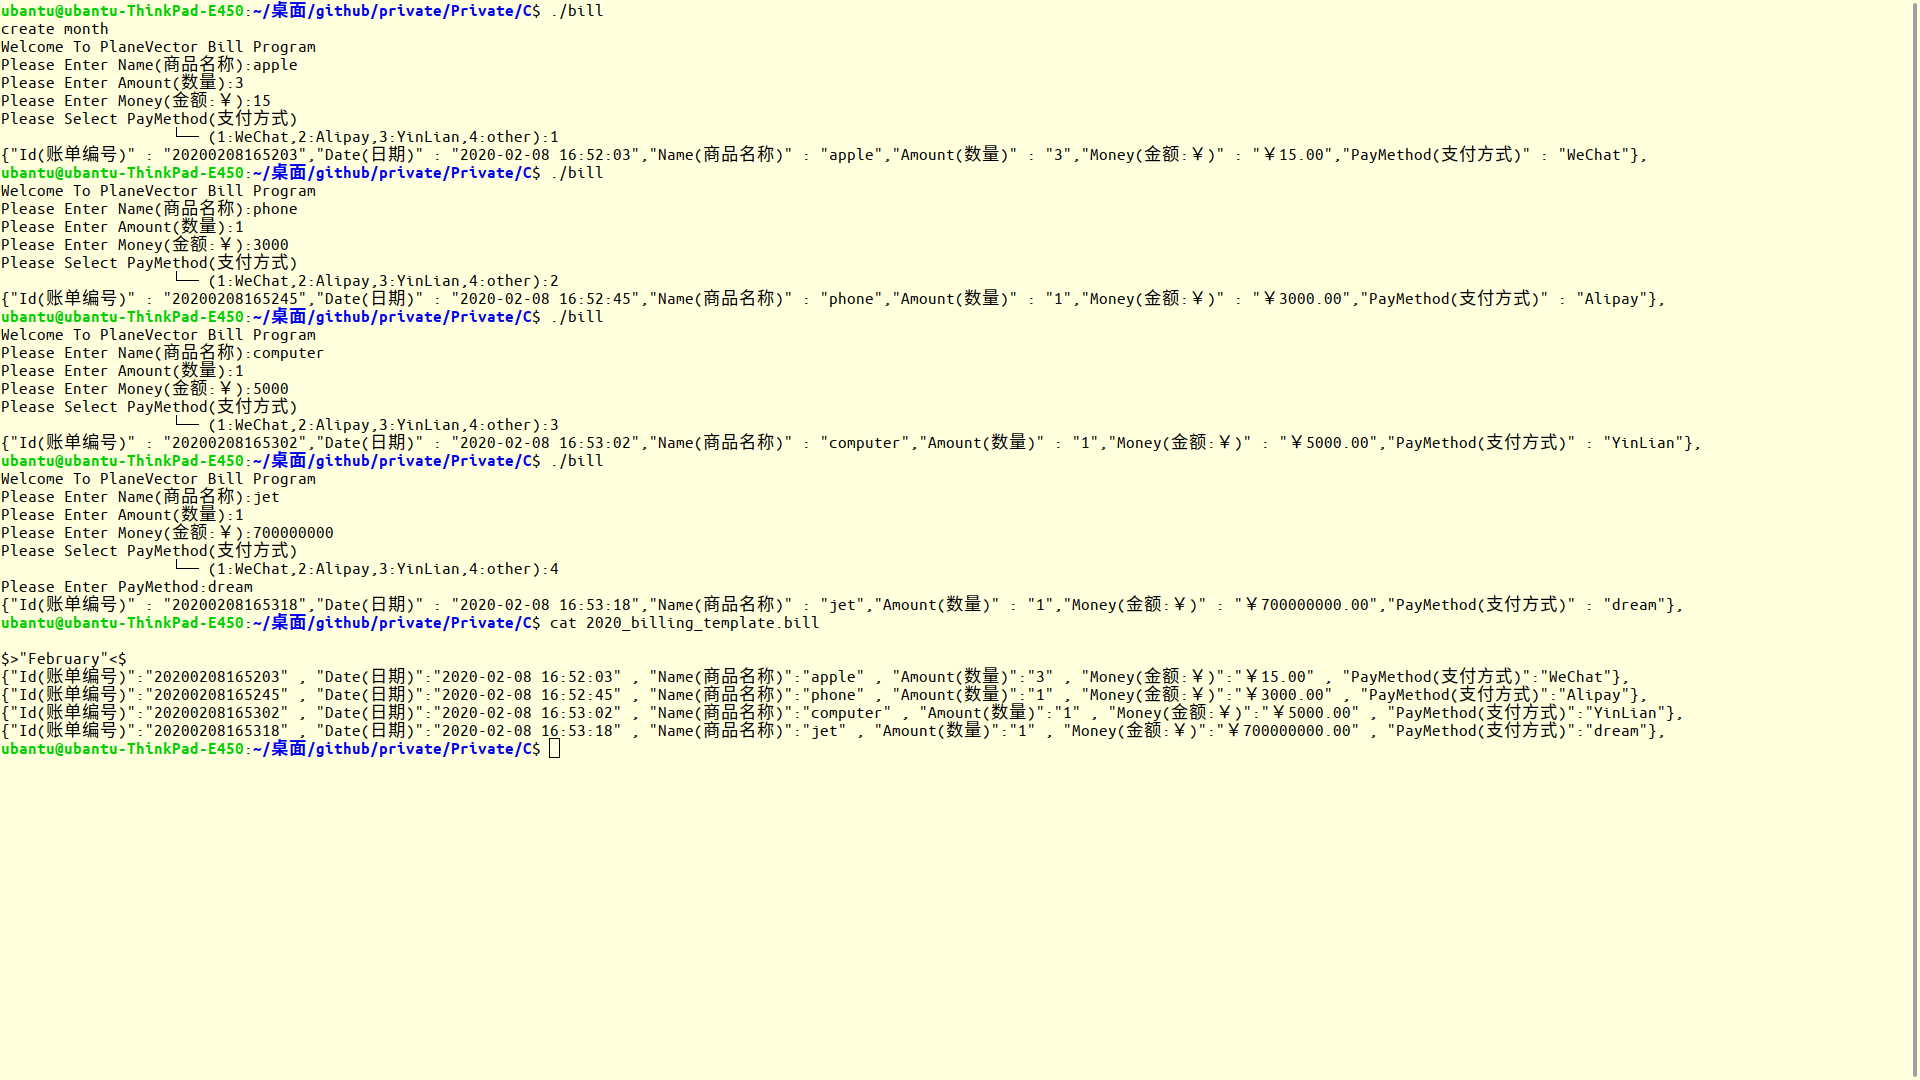 ubantu@ubantu-ThinkPad-E450:~/桌面/github/private/Private/C$ ./bill
create month
Welcome To PlaneVector Bill Program
Please Enter Name(商品名称):apple
Please Enter Amount(数量):3
Please Enter Money(金额:¥):15
Please Select PayMethod(支付方式)
└── (1:WeChat,2:Alipay,3:YinLian,4:other):1
{"Id(账单编号)" : "20200208165203","Date(日期)" : "2020-02-08 16:52:03","Name(商品名称)" : "apple","Amount(数量)" : "3","Money(金额:¥)" : "¥15.00","PayMethod(支付方式)" : "WeChat"},
ubantu@ubantu-ThinkPad-E450:~/桌面/github/private/Private/C$ ./bill
Welcome To PlaneVector Bill Program
Please Enter Name(商品名称):phone
Please Enter Amount(数量):1
Please Enter Money(金额:¥):3000
Please Select PayMethod(支付方式)
└── (1:WeChat,2:Alipay,3:YinLian,4:other):2
{"Id(账单编号)" : "20200208165245","Date(日期)" : "2020-02-08 16:52:45","Name(商品名称)" : "phone","Amount(数量)" : "1","Money(金额:¥)" : "¥3000.00","PayMethod(支付方式)" : "Alipay"},
ubantu@ubantu-ThinkPad-E450:~/桌面/github/private/Private/C$ ./bill
Welcome To PlaneVector Bill Program
Please Enter Name(商品名称):computer
Please Enter Amount(数量):1
Please Enter Money(金额:¥):5000
Please Select PayMethod(支付方式)
└── (1:WeChat,2:Alipay,3:YinLian,4:other):3
{"Id(账单编号)" : "20200208165302","Date(日期)" : "2020-02-08 16:53:02","Name(商品名称)" : "computer","Amount(数量)" : "1","Money(金额:¥)" : "¥5000.00","PayMethod(支付方式)" : "YinLian"},
ubantu@ubantu-ThinkPad-E450:~/桌面/github/private/Private/C$ ./bill
Welcome To PlaneVector Bill Program
Please Enter Name(商品名称):jet
Please Enter Amount(数量):1
Please Enter Money(金额:¥):700000000
Please Select PayMethod(支付方式)
└── (1:WeChat,2:Alipay,3:YinLian,4:other):4
Please Enter PayMethod:dream
{"Id(账单编号)" : "20200208165318","Date(日期)" : "2020-02-08 16:53:18","Name(商品名称)" : "jet","Amount(数量)" : "1","Money(金额:¥)" : "¥700000000.00","PayMethod(支付方式)" : "dream"},
ubantu@ubantu-ThinkPad-E450:~/桌面/github/private/Private/C$ cat 2020_billing_template.bill
$>"February"<$
{"Id(账单编号)":"20200208165203" , "Date(日期)":"2020-02-08 16:52:03" , "Name(商品名称)":"apple" , "Amount(数量)":"3" , "Money(金额:¥)":"¥15.00" , "PayMethod(支付方式)":"WeChat"},
{"Id(账单编号)":"20200208165245" , "Date(日期)":"2020-02-08 16:52:45" , "Name(商品名称)":"phone" , "Amount(数量)":"1" , "Money(金额:¥)":"¥3000.00" , "PayMethod(支付方式)":"Alipay"},
{"Id(账单编号)":"20200208165302" , "Date(日期)":"2020-02-08 16:53:02" , "Name(商品名称)":"computer" , "Amount(数量)":"1" , "Money(金额:¥)":"¥5000.00" , "PayMethod(支付方式)":"YinLian"},
{"Id(账单编号)":"20200208165318" , "Date(日期)":"2020-02-08 16:53:18" , "Name(商品名称)":"jet" , "Amount(数量)":"1" , "Money(金额:¥)":"¥700000000.00" , "PayMethod(支付方式)":"dream"},
ubantu@ubantu-ThinkPad-E450:~/桌面/github/private/Private/C$